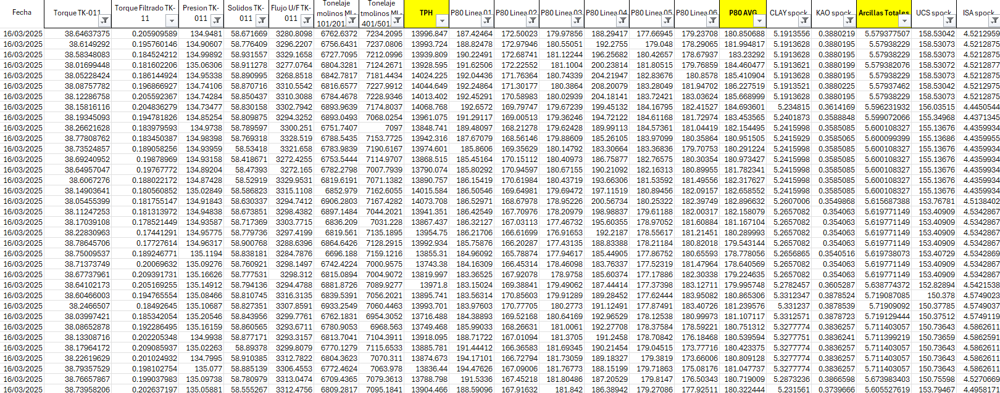 Fecha Torque TK-011 Torque Filtrado TK-11 Presion TK-011 Solidos TK-011 Flujo U/F TK-011 Tonelaje molinos ML-101/201 Tonelaje tmolinos ML-401/501 TPH P80 Linea 01 P80 Linea 02 P80 Linea 03 P80 Linea 04 P80 Linea 05 P80 Linea 06 P80 AVG CLAY spock KAO spock Arcillas Totales UCS spock ISA spock
16/03/2025 38.64637375 0.205909589 134.9481 58.671669 3280.8098 6762.6372 7234.2095 13996.847 187.42464 172.50023 179.97856 188.29417 177.66945 179.23708 180.850688 5.1913556 0.3880219 5.579377507 158.53042 4.5212959
16/03/2025 38.6149292 0.195760146 134.90607 58.776409 3296.2207 6756.6431 7237.0806 13993.724 188.82478 172.97946 180.55051 192.2755 179.048 178.29065 181.994817 5.1913628 0.3880195 5.57938229 158.53073 4.5212875
16/03/2025 38.58348083 0.184524212 134.99892 58.931557 3329.1658 6727.7095 7212.0996 13939.809 190.22491 172.68741 181.12244 196.25682 180.42657 178.67937 183.23292 5.1913628 0.3880195 5.57938229 158.53073 4.5212875
16/03/2025 38.01699448 0.181602206 135.06306 58.911278 3277.0764 6804.3281 7124.2671 13928.595 191.62506 172.22552 181.1004 200.23814 181.80515 179.76859 184.460477 5.1913621 0.3880199 5.579382076 158.53072 4.5212877
16/03/2025 38.05228424 0.186144924 134.95338 58.890995 3268.8518 6842.7817 7181.4434 14024.225 192.04436 171.76364 180.74339 204.21947 182.83676 180.8578 185.410904 5.1913628 0.3880195 5.57938229 158.53073 4.5212875
16/03/2025 38.08757782 0.196866927 134.74106 58.870716 3310.5542 6816.6577 7227.9912 14044.649 192.24864 171.30177 180.3864 208.20079 183.28049 181.94702 186.227519 5.1913521 0.3880225 5.57937462 158.53042 4.5212875
16/03/2025 38.12286758 0.205592367 134.74284 58.850437 3310.3088 6784.4678 7228.9346 14013.402 192.45291 170.58983 180.02939 204.18141 183.72421 183.03624 185.668999 5.1913628 0.3880195 5.57938229 158.53073 4.5212875
16/03/2025 38.15816116 0.204836279 134.73477 58.830158 3302.7942 6893.9639 7174.8037 14068.768 192.6572 169.79747 179.67239 199.45132 184.16795 182.41527 184.693601 5.234815 0.3614169 5.596231932 156.03515 4.4450544
16/03/2025 38.19345093 0.194781826 134.85254 58.809875 3294.3252 6893.0493 7068.0254 13961.075 191.29117 169.00513 179.36246 194.72122 184.61168 181.72974 183.453565 5.2401873 0.3588848 5.599072066 155.34968 4.4371345
16/03/2025 38.26621628 0.183979593 134.9738 58.789597 3300.251 6751.7407 7097 13848.741 189.48097 168.21278 179.62428 189.99113 184.57361 181.04419 182.154495 5.2415998 0.3585085 5.600108327 155.13676 4.4359934
16/03/2025 38.77808762 0.183450387 134.98398 58.769318 3328.519 6788.5435 7153.7725 13942.316 187.67079 168.56146 179.88609 185.26105 183.97099 180.35864 180.951505 5.2415929 0.3585065 5.600099399 155.13686 4.4359955
16/03/2025 38.73524857 0.189058256 134.93959 58.53418 3321.658 6783.9839 7190.6167 13974.601 185.8606 169.35629 180.14792 183.30664 183.36836 179.70753 180.291224 5.2415998 0.3585085 5.600108327 155.13676 4.4359934
16/03/2025 38.69240952 0.19878969 134.93158 58.418671 3272.4255 6753.5444 7114.9707 13868.515 185.45164 170.15112 180.40973 186.75877 182.76575 180.30354 180.973427 5.2415998 0.3585085 5.600108327 155.13676 4.4359934
16/03/2025 38.64957047 0.19767772 134.89204 58.47393 3272.165 6782.2798 7007.7939 13790.074 185.80292 170.94597 180.67155 190.21092 182.16313 180.89955 181.782341 5.2415998 0.3585085 5.600108327 155.13676 4.4359934
16/03/2025 38.6067276 0.188022172 134.87428 58.52919 3329.9531 6819.6191 7071.1382 13890.757 186.15419 170.61984 180.43719 193.66306 181.53592 181.49556 182.317627 5.2415998 0.3585085 5.600108327 155.13676 4.4359934
16/03/2025 38.14903641 0.180560852 135.02849 58.586823 3315.1108 6852.979 7162.6055 14015.584 186.50546 169.64981 179.69472 197.11519 180.89456 182.09157 182.658552 5.2415998 0.3585085 5.600108327 155.13676 4.4359934
16/03/2025 38.05455399 0.181755147 134.91843 58.630337 3294.7412 6906.2803 7167.4282 14073.708 186.52971 168.67978 178.95226 200.56734 180.25322 182.39749 182.896632 5.2607006 0.3549868 5.615687388 153.76781 4.5138402
16/03/2025 38.11247253 0.181313972 134.94838 58.673851 3298.4382 6897.1484 7044.2021 13941.351 186.42549 167.70976 178.20979 198.98837 179.61188 182.00317 182.158079 5.2657082 0.354063 5.619771149 153.40909 4.5342867
16/03/2025 38.17039108 0.178521449 134.93587 58.717369 3303.7715 6836.209 7031.228 13867.437 186.32127 167.03113 177.46732 195.60355 178.97052 181.60884 181.167104 5.2657082 0.354063 5.619771149 153.40909 4.5342867
16/03/2025 38.22830963 0.17441291 134.95775 58.779736 3297.4199 6819.561 7135.1895 13954.75 186.21706 166.61699 176.91653 192.2187 178.55617 181.21451 180.289993 5.2657082 0.354063 5.619771149 153.40909 4.5342867
16/03/2025 38.78645706 0.17727614 134.96317 58.900768 3288.6396 6864.6426 7128.2915 13992.934 185.75876 166.20287 177.43135 188.83388 178.21184 180.82018 179.543144 5.2657082 0.354063 5.619771149 153.40909 4.5342867
16/03/2025 38.75009537 0.189246771 135.1194 58.838181 3284.7876 6696.188 7159.1216 13855.31 184.96092 165.78874 177.94617 185.44905 177.86752 180.65593 178.778056 5.2656865 0.3540516 5.619738073 153.40729 4.5342869
16/03/2025 38.71373749 0.20069632 135.09276 58.760921 3298.1497 6742.4224 7000.9575 13743.38 184.16309 166.45314 178.46098 183.76337 177.52319 181.47964 178.640569 5.2657082 0.354063 5.619771149 153.40909 4.5342867
16/03/2025 38.67737961 0.209391731 135.16626 58.777531 3298.312 6815.0894 7004.9072 13819.997 183.36525 167.92078 178.9758 185.60374 177.17886 182.30338 179.224635 5.2657082 0.354063 5.619771149 153.40909 4.5342867
16/03/2025 38.64102173 0.205169255 135.14912 58.794136 3294.4788 6881.8726 7089.9277 13971.8 183.15024 169.38841 179.49062 187.44414 177.37398 183.12711 179.995748 5.2782457 0.3605287 5.638774372 152.82894 4.5421538
16/03/2025 38.60466003 0.194765554 135.08466 58.810745 3316.3135 6839.5391 7056.2021 13895.741 183.56314 170.85603 179.91289 189.28452 177.62444 183.95082 180.865306 5.3312347 0.3878524 5.719087085 150.378 4.5749023
16/03/2025 38.2466507 0.18492645 135.10687 58.827351 3307.8591 6933.2549 7060.4463 13993.701 183.97603 170.77705 180.2773 191.12491 177.87491 183.40726 181.239576 5.331237 0.3878539 5.71909092 150.37785 4.5749037
16/03/2025 38.03997421 0.185342054 135.20546 58.843956 3299.7761 6762.1831 6954.3052 13716.488 184.38893 169.52168 180.64169 192.96529 178.12538 180.99973 181.107117 5.3312571 0.3878723 5.719129444 150.37512 4.5749119
16/03/2025 38.08652878 0.192286495 135.16159 58.860565 3293.6711 6780.9053 6968.563 13749.468 185.99033 168.26631 181.0061 192.27708 178.37584 178.59221 180.751312 5.3277774 0.3836257 5.711403057 150.73643 4.5862611
16/03/2025 38.13308716 0.202205348 134.9938 58.877171 3293.3157 6813.7041 7104.3911 13918.095 188.71722 167.01094 181.3705 191.2458 178.70842 176.18468 180.539594 5.3277751 0.3836241 5.711399219 150.73659 4.5862591
16/03/2025 38.17964172 0.209085937 135.02263 58.89378 3299.8079 6770.1279 7115.6533 13885.781 191.44412 166.36583 181.69345 190.21454 179.04515 173.77716 180.423375 5.3277774 0.3836257 5.711403057 150.73643 4.5862611
16/03/2025 38.22619629 0.201024932 134.7995 58.910385 3312.7822 6804.3623 7070.311 13874.673 194.17101 166.72794 181.73059 189.18327 179.3819 173.66006 180.809128 5.3277774 0.3836257 5.711403057 150.73643 4.5862611
16/03/2025 38.79357529 0.198102754 135.077 58.885139 3306.4553 6772.4624 7063.978 13836.44 194.47626 167.09006 181.76773 188.15199 179.71863 175.08176 181.047737 5.3277774 0.3836257 5.711403057 150.73643 4.5862611
16/03/2025 38.76657867 0.199037983 135.09738 58.780979 3313.0474 6709.4365 7079.3613 13788.798 191.5336 167.45218 181.80486 187.20529 179.8147 176.50343 180.719009 5.2873236 0.3866598 5.673983403 150.75598 4.5270669
16/03/2025 38.73958206 0.202637197 135.05881 58.555267 3312.4756 6809.2817 7095.1841 13904.466 188.59096 167.91632 181.842 186.38942 179.27086 177.92511 180.322444 5.231561 0.3739666 5.605527619 153.79467 4.4958171